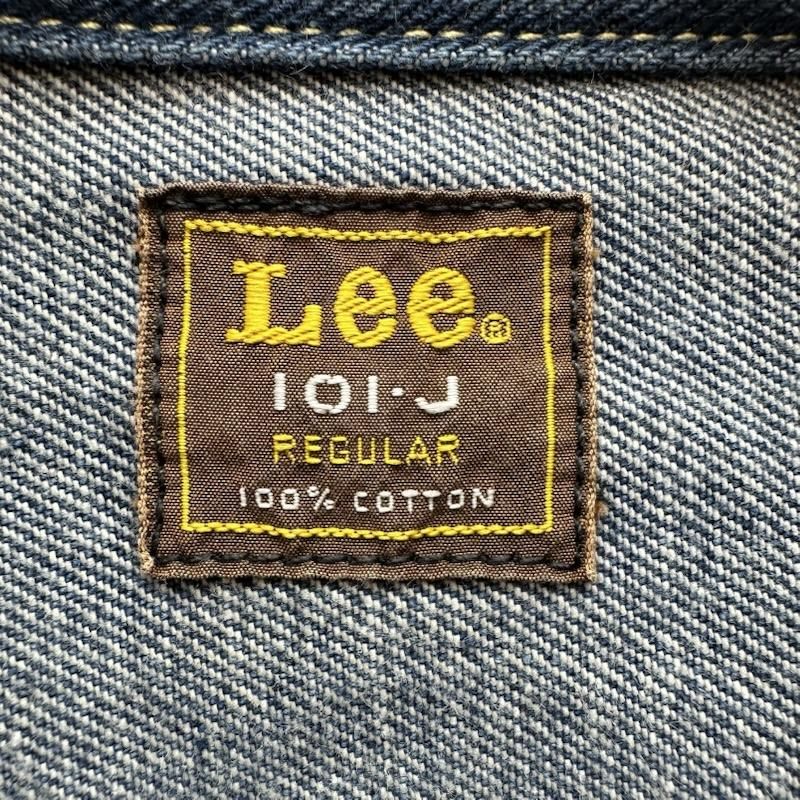 Lee®
101·J
REGULAR
100% COTTON